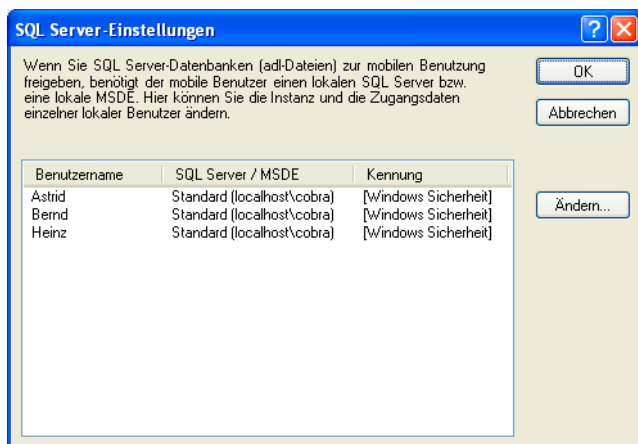 SQL Server-Einstellungen
Wenn Sie SQL Server-Datenbanken (adl-Dateien) zur mobilen Benutzung
freigeben, benötigt der mobile Benutzer einen lokalen SQL Server bzw.
eine lokale MSDE. Hier können Sie die Instanz und die Zugangsdaten
einzelner lokaler Benutzer ändern.
OK
Abbrechen
Benutzername SQL Server / MSDE Kennung
Astrid Standard (localhost\cobra) [Windows Sicherheit]
Bernd Standard (localhost\cobra) [Windows Sicherheit]
Heinz Standard (localhost\cobra) [Windows Sicherheit]
Ändern...